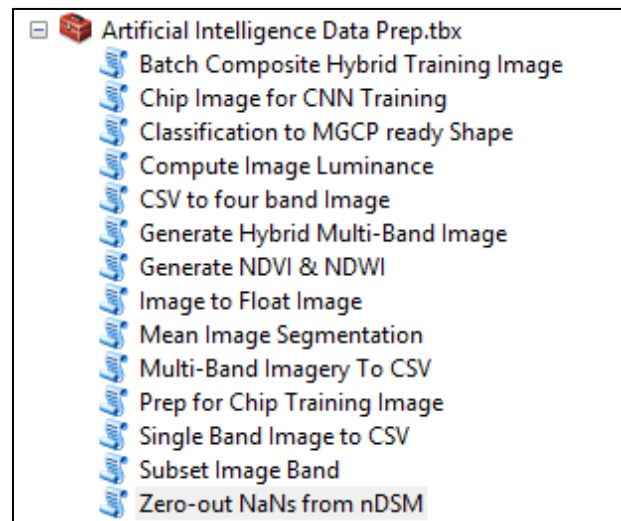 Artificial Intelligence Data Prep.tbx
Batch Composite Hybrid Training Image
Chip Image for CNN Training
Classification to MGCP ready Shape
Compute Image Luminance
CSV to four band Image
Generate Hybrid Multi-Band Image
Generate NDVI & NDWI
Image to Float Image
Mean Image Segmentation
Multi-Band Imagery To CSV
Prep for Chip Training Image
Single Band Image to CSV
Subset Image Band
Zero-out NaNs from nDSM